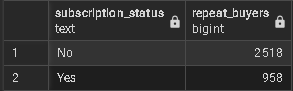 subscription_status repeat_buyers
text bigint
1 No 2518
2 Yes 958